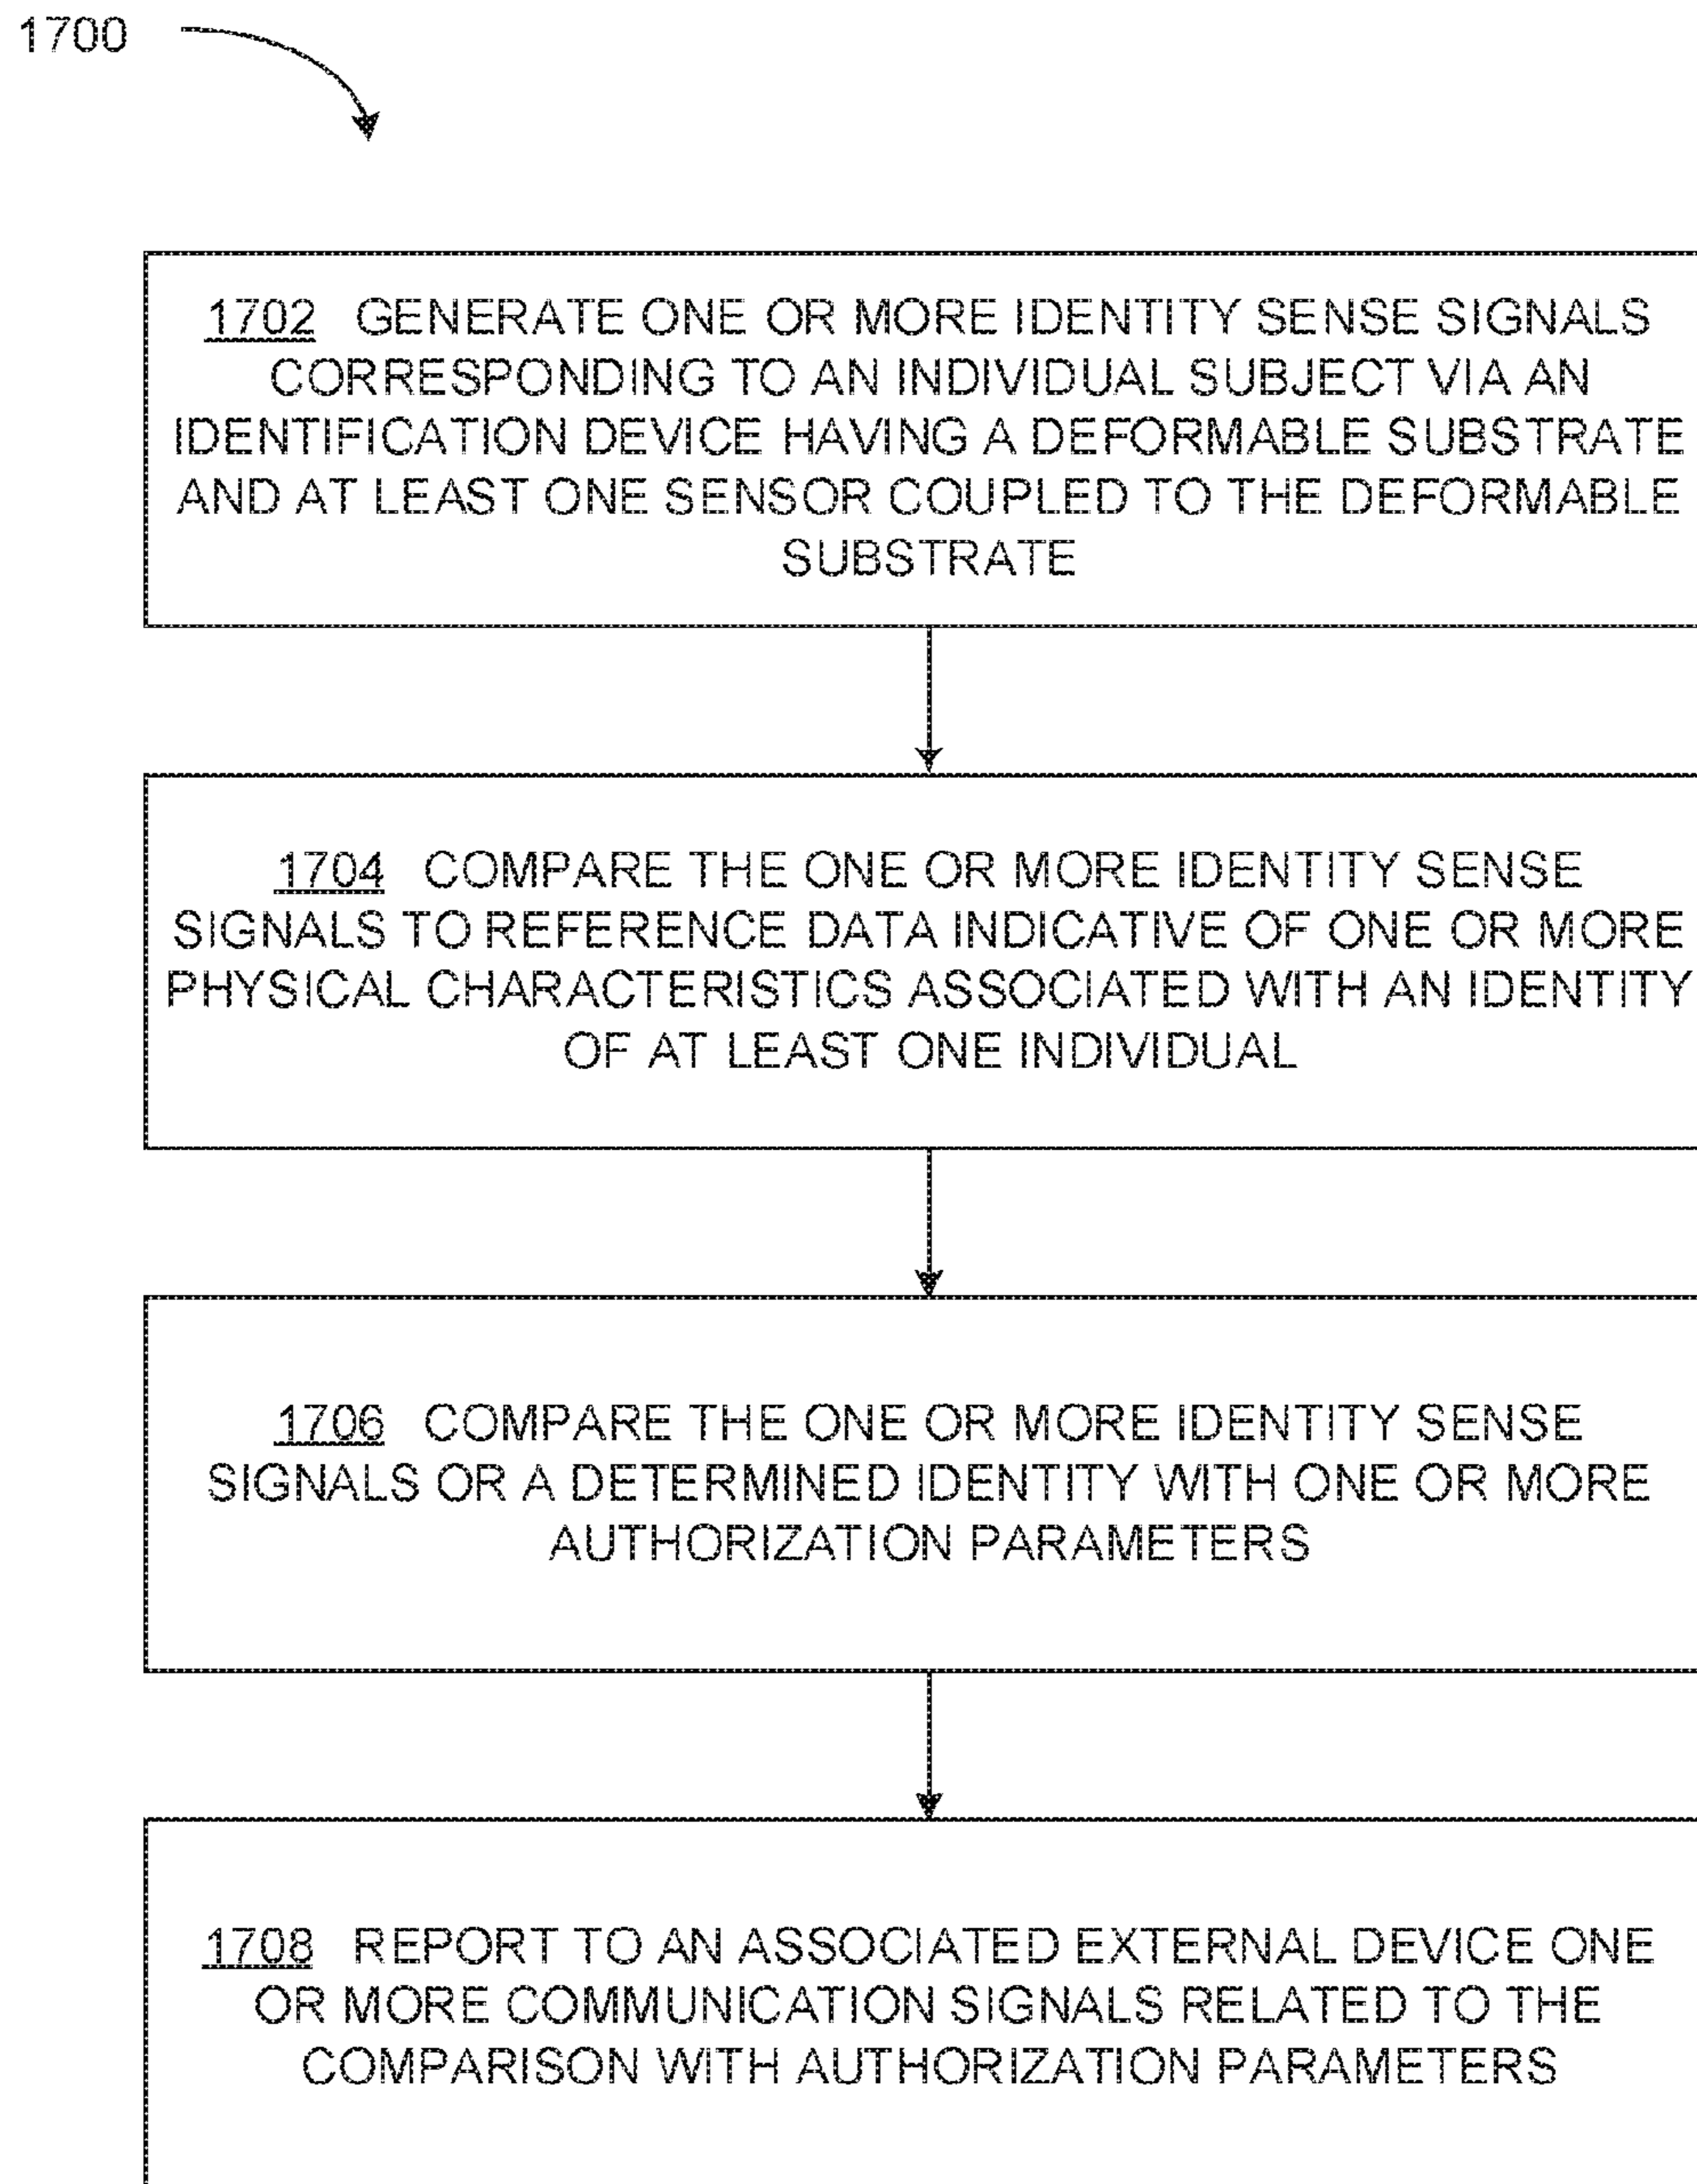 1700
1702 GENERATE ONE OR MORE IDENTITY SENSE SIGNALS
CORRESPONDING TO AN INDIVIDUAL SUBJECT VIA AN
IDENTIFICATION DEVICE HAVING A DEFORMABLE SUBSTRATE
AND AT LEAST ONE SENSOR COUPLED TO THE DEFORMABLE
SUBSTRATE
1704 COMPARE THE ONE OR MORE IDENTITY SENSE
SIGNALS TO REFERENCE DATA INDICATIVE OF ONE OR MORE
PHYSICAL CHARACTERISTICS ASSOCIATED WITH AN IDENTITY
OF AT LEAST ONE INDIVIDUAL
1706 COMPARE THE ONE OR MORE IDENTITY SENSE
SIGNALS OR A DETERMINED IDENTITY WITH ONE OR MORE
AUTHORIZATION PARAMETERS
1708 REPORT TO AN ASSOCIATED EXTERNAL DEVICE ONE
OR MORE COMMUNICATION SIGNALS RELATED TO THE
COMPARISON WITH AUTHORIZATION PARAMETERS